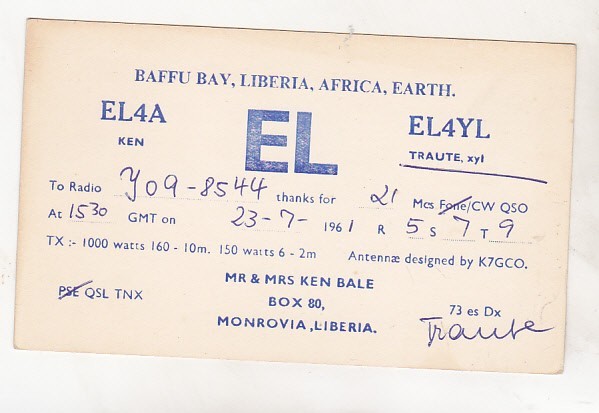 BAFFU BAY, LIBERIA, AFRICA, EARTH.
EL4A EL EL4YL
KEN TRAUTE, xyl
To Radio YO9-8544 thanks for 21 Mcs Fone/CW QSO
At 1530 GMT on 23-7- 1961 R 5 S 7 T 9
TX :- 1000 watts 160 - 10m. 150 watts 6 - 2m Antennæ designed by K7GCO.
MR & MRS KEN BALE
PSE QSL TNX BOX 80, 73 es Dx
MONROVIA, LIBERIA. Traute